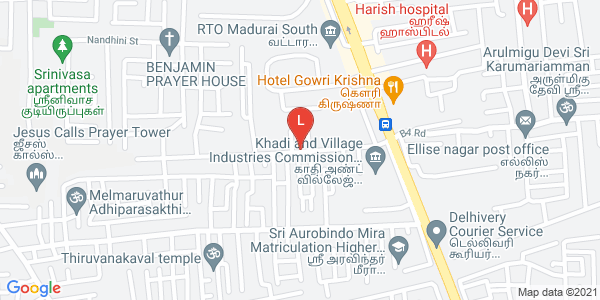 Harish hospital
ஹரீஷ்
ஹாஸ்பிடல்
RTO Madurai South
வட்டார...
Nandhini St
BENJAMIN
PRAYER HOUSE
Arulmigu Devi Sri
Karumariamman...
அருள்மிகு
தேவி ஸ்ரீ...
Srinivasa
apartments
ஸ்ரீனிவாச
குடியிருப்புகள்
Hotel Gowri Krishna
கௌரி
கிருஷ்ணா
H
H
L
Jesus Calls Prayer Tower
ஜீசஸ்
கால்ஸ்...
Khadi and Village
Industries Commission...
காதி அண்ட்
வில்லேஜ்...
Rd
Ellise nagar post office
எல்லிஸ்
நகர்...
Melmaruvathur
Adhiparasakthi...
Sri Aurobindo Mira
Matriculation Higher...
ஸ்ரீ அரவிந்தர்
மீரா...
Delhivery
Courier Service
டெல்லிவரி
கூரியர்...
Thiruvanakaval temple
Google
Map data ©2021